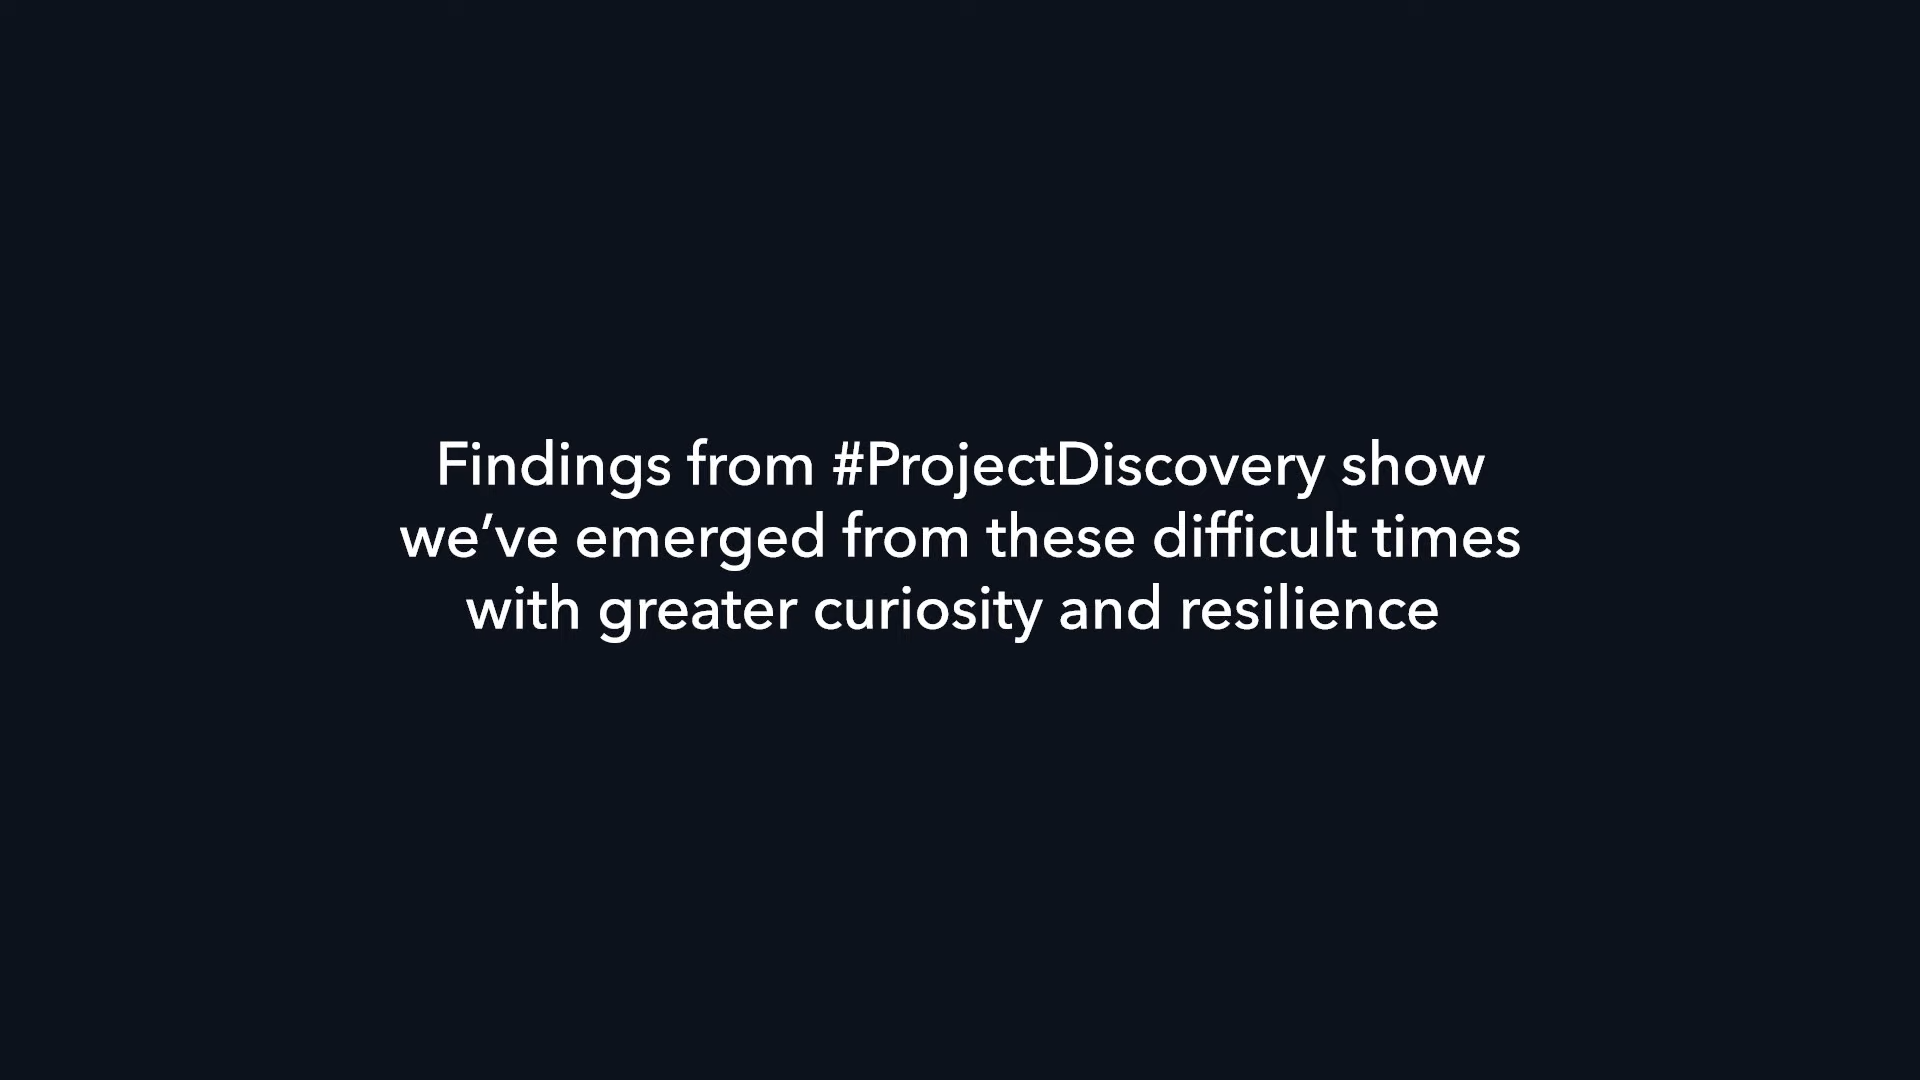 Findings from #ProjectDiscovery show
we‘ve emerged from these difficult times
with greater curiosity and resilience